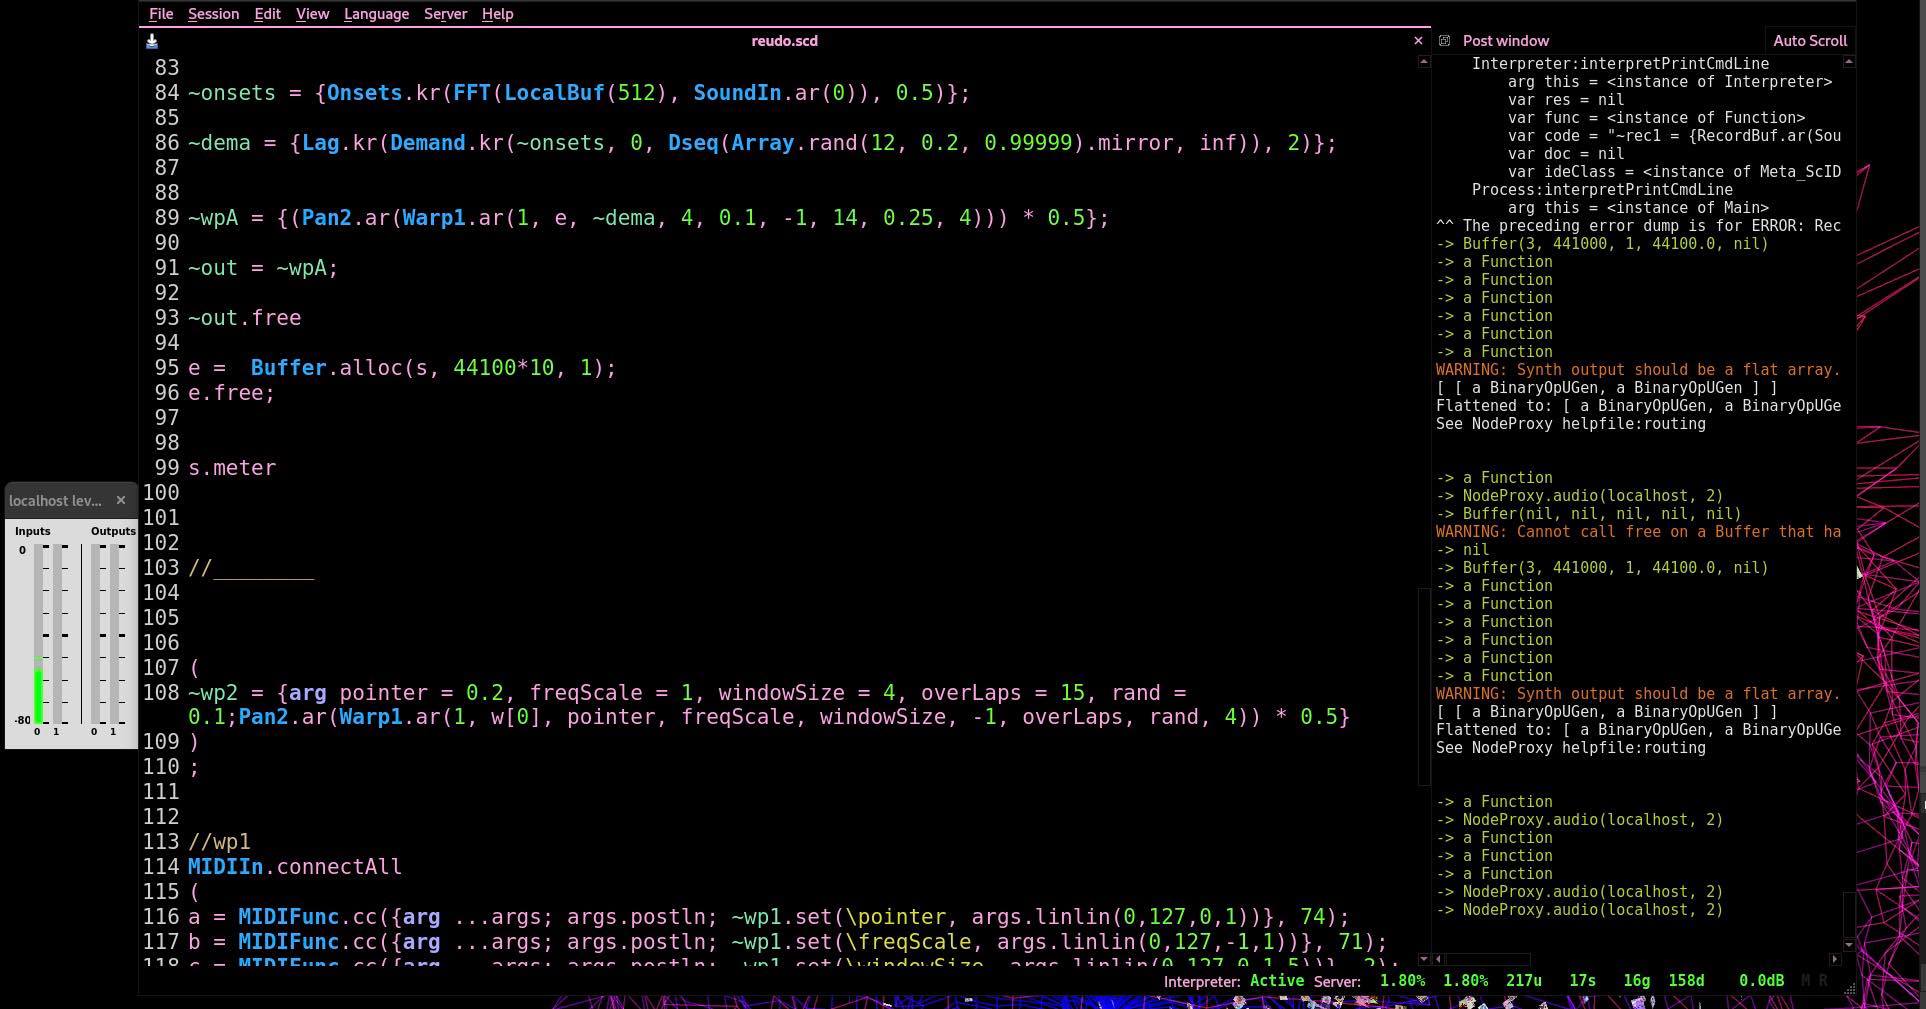 File Session Edit View Language Server Help
reudo.scd
83
84 ~onsets = {Onsets.kr(FFT(LocalBuf(512), SoundIn.ar(0)), 0.5)};
85
86 ~dema = {Lag.kr(Demand.kr(~onsets, 0, Dseq(Array.rand(12, 0.2, 0.99999).mirror, inf)), 2)};
87
88
89 ~wpA = {(Pan2.ar(Warp1.ar(1, e, ~dema, 4, 0.1, -1, 14, 0.25, 4))) * 0.5};
90
91 ~out = ~wpA;
92
93 ~out.free
94
95 e =  Buffer.alloc(s, 44100*10, 1);
96 e.free;
97
98
99 s.meter
100
101
102
103 //________
104
105
106
107 (
108 ~wp2 = {arg pointer = 0.2, freqScale = 1, windowSize = 4, overLaps = 15, rand =
0.1;Pan2.ar(Warp1.ar(1, w[0], pointer, freqScale, windowSize, -1, overLaps, rand, 4)) * 0.5}
109 )
110 ;
111
112
113 //wp1
114 MIDIIn.connectAll
115 (
116 a = MIDIFunc.cc({arg ...args; args.postln; ~wp1.set(\pointer, args.linlin(0,127,0,1))}, 74);
117 b = MIDIFunc.cc({arg ...args; args.postln; ~wp1.set(\freqScale, args.linlin(0,127,-1,1))}, 71);
Post window
Auto Scroll
Interpreter:interpretPrintCmdLine
arg this = <instance of Interpreter>
var res = nil
var func = <instance of Function>
var code = "~rec1 = {RecordBuf.ar(Sou
var doc = nil
var ideClass = <instance of Meta_ScID
Process:interpretPrintCmdLine
arg this = <instance of Main>
^^ The preceding error dump is for ERROR: Rec
-> Buffer(3, 441000, 1, 44100.0, nil)
-> a Function
-> a Function
-> a Function
-> a Function
-> a Function
-> a Function
WARNING: Synth output should be a flat array.
[ [ a BinaryOpUGen, a BinaryOpUGen ] ]
Flattened to: [ a BinaryOpUGen, a BinaryOpUGe
See NodeProxy helpfile:routing
-> a Function
-> NodeProxy.audio(localhost, 2)
-> Buffer(nil, nil, nil, nil, nil)
WARNING: Cannot call free on a Buffer that ha
-> nil
-> Buffer(3, 441000, 1, 44100.0, nil)
-> a Function
-> a Function
-> a Function
-> a Function
-> a Function
-> a Function
WARNING: Synth output should be a flat array.
[ [ a BinaryOpUGen, a BinaryOpUGen ] ]
Flattened to: [ a BinaryOpUGen, a BinaryOpUGe
See NodeProxy helpfile:routing
-> a Function
-> NodeProxy.audio(localhost, 2)
-> a Function
-> a Function
-> a Function
-> NodeProxy.audio(localhost, 2)
-> NodeProxy.audio(localhost, 2)
localhost lev...
Inputs Outputs
0
-80
0 1 0 1
Interpreter: Active Server: 1.80% 1.80% 217u 17s 16g 158d 0.0dB M R